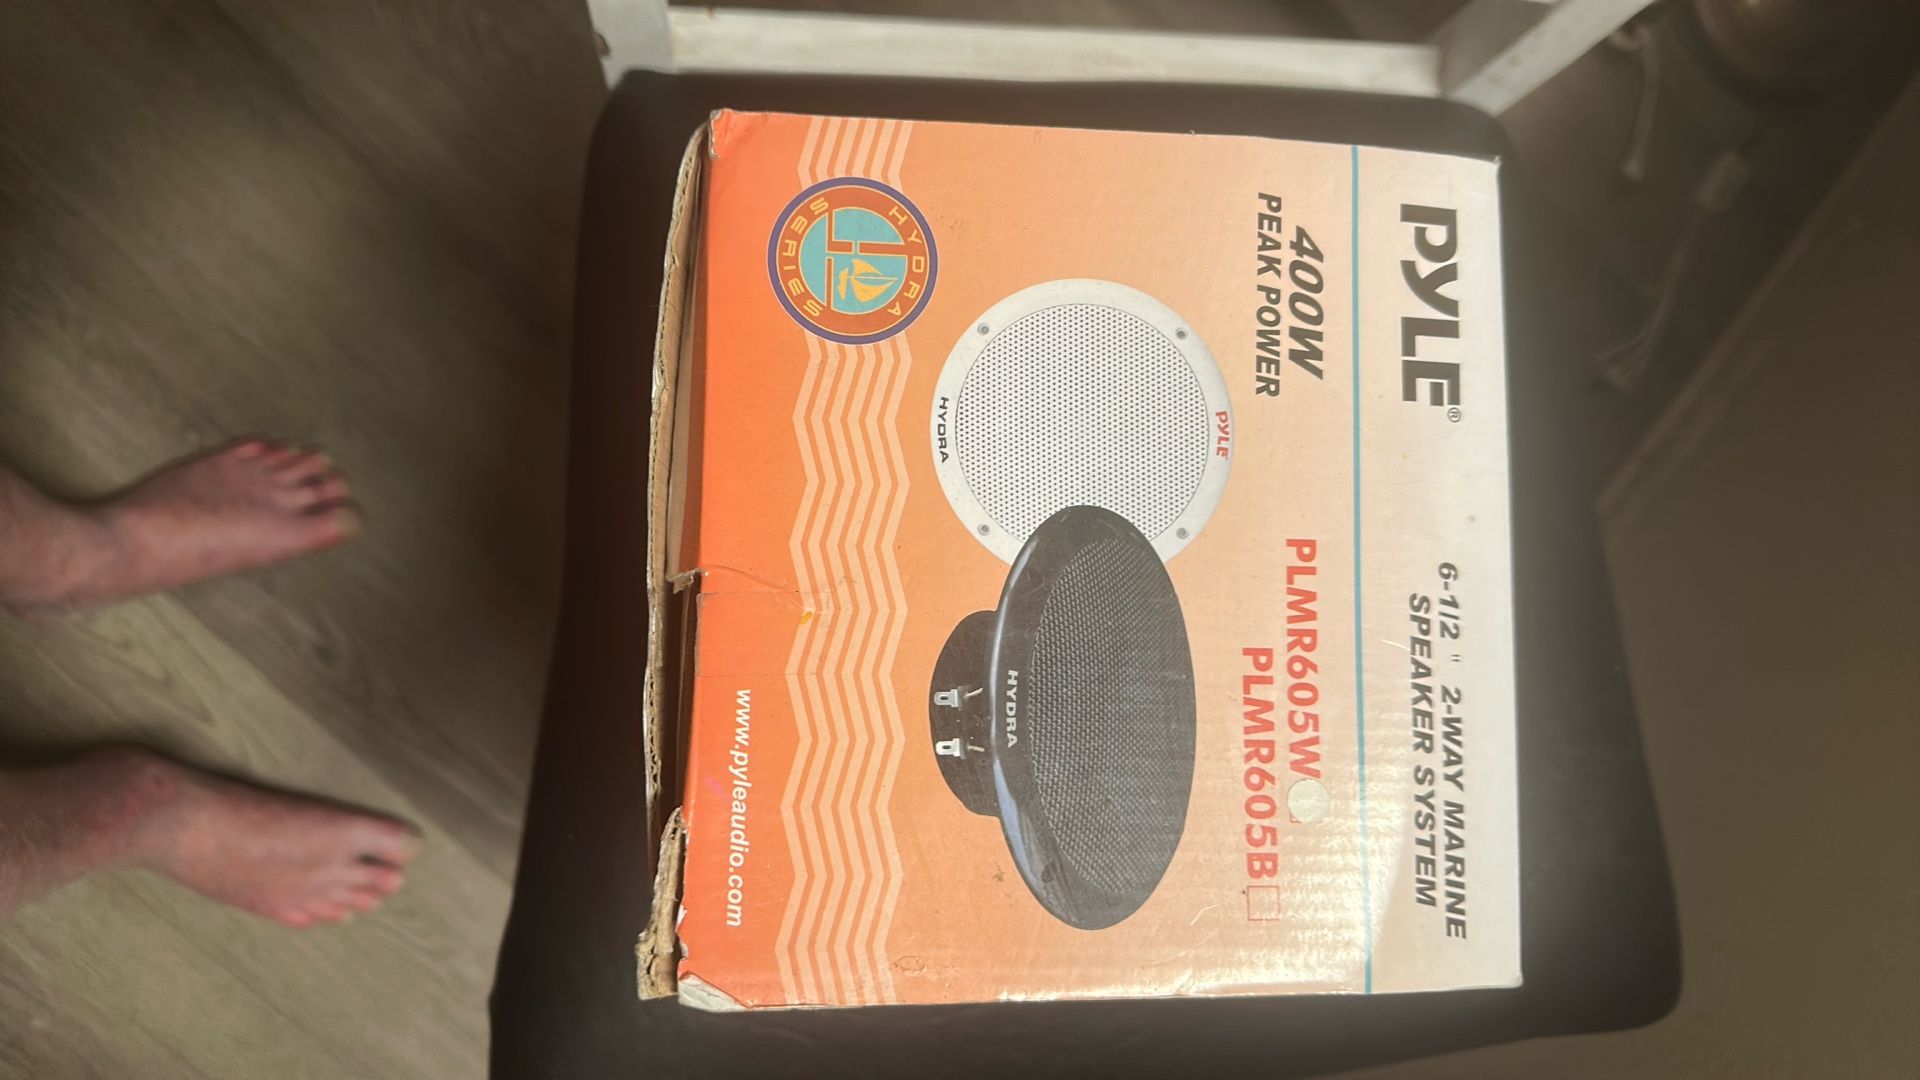 PYLE®
6-1/2 " 2-WAY MARINE
SPEAKER SYSTEM
400W
PEAK POWER
PLMR605W
PLMR605B
PYLE
HYDRA
HYDRA
HYDRA
SERIES
www.pyleaudio.com